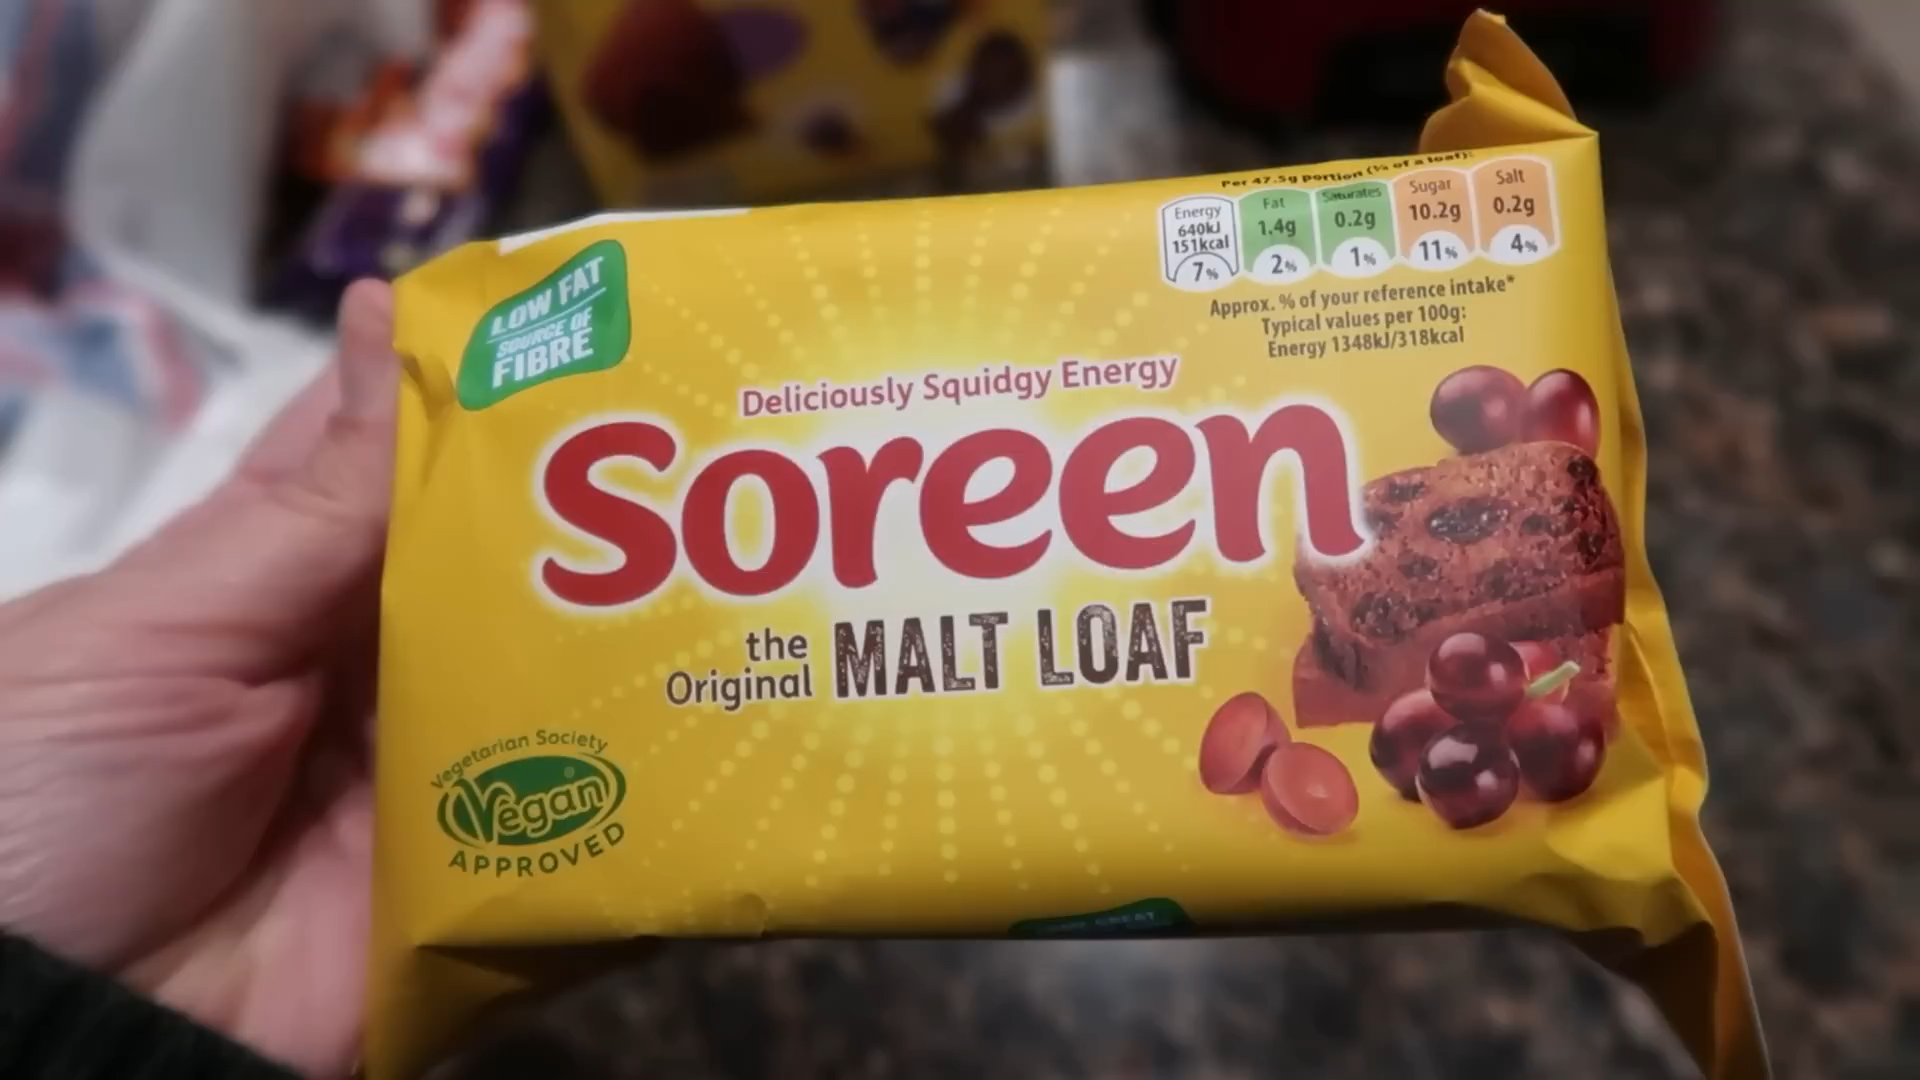 Per 47.5g portion (¼ of a loaf):
Energy 640kJ 151kcal 7%
Fat 1.4g 2%
Saturates 0.2g 1%
Sugar 10.2g 11%
Salt 0.2g 4%
Approx. % of your reference intake*
Typical values per 100g:
Energy 1348kJ/318kcal
LOW FAT
SOURCE OF
FIBRE
Deliciously Squidgy Energy
Soreen
the Original MALT LOAF
Vegetarian Society
Vegan®
APPROVED